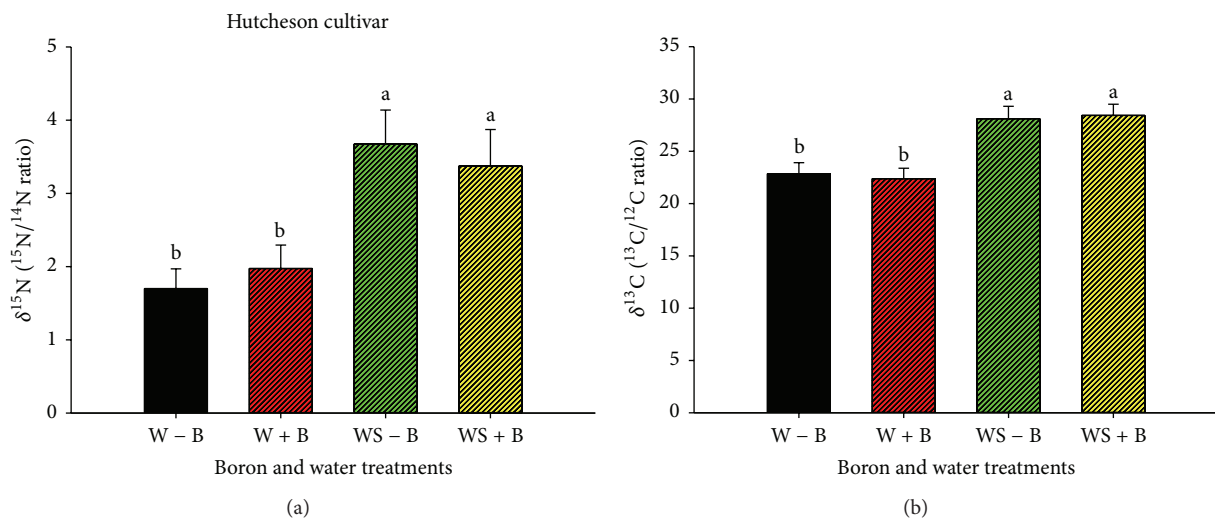 Hutcheson cultivar
δ¹⁵N (¹⁵N/¹⁴N ratio)
5
4
3
2
1
0
b
b
a
a
W − B
W + B
WS − B
WS + B
Boron and water treatments
(a)
δ¹³C (¹³C/¹²C ratio)
35
30
25
20
15
10
5
0
b
b
a
a
W − B
W + B
WS − B
WS + B
Boron and water treatments
(b)